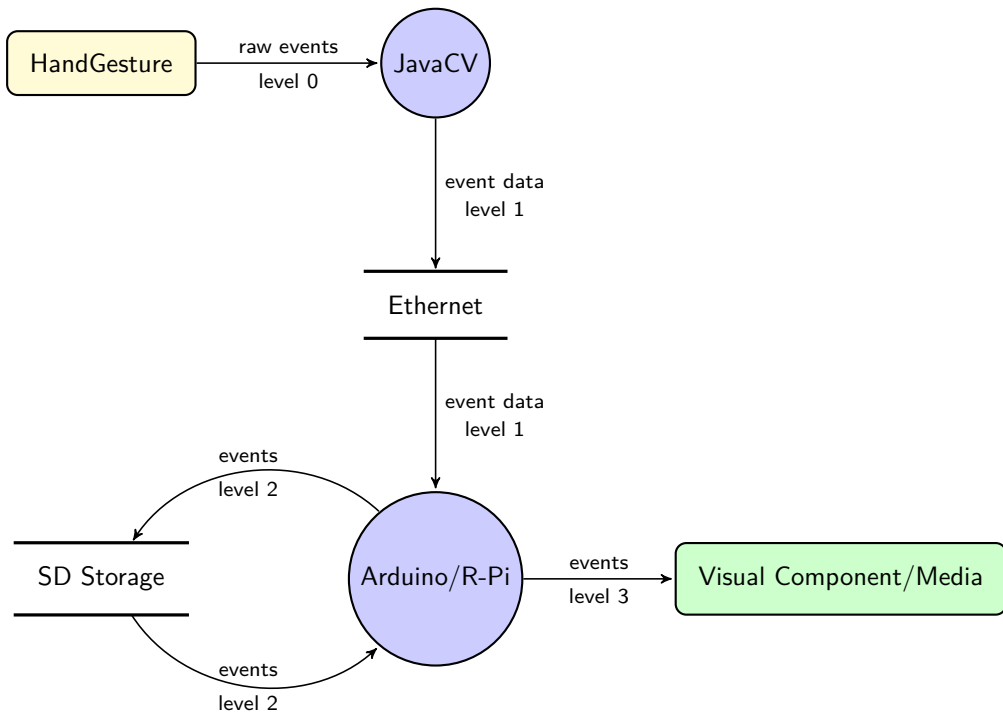 HandGesture
raw events
level 0
JavaCV
event data
level 1
Ethernet
event data
level 1
events
level 2
SD Storage
Arduino/R-Pi
events
level 3
Visual Component/Media
events
level 2